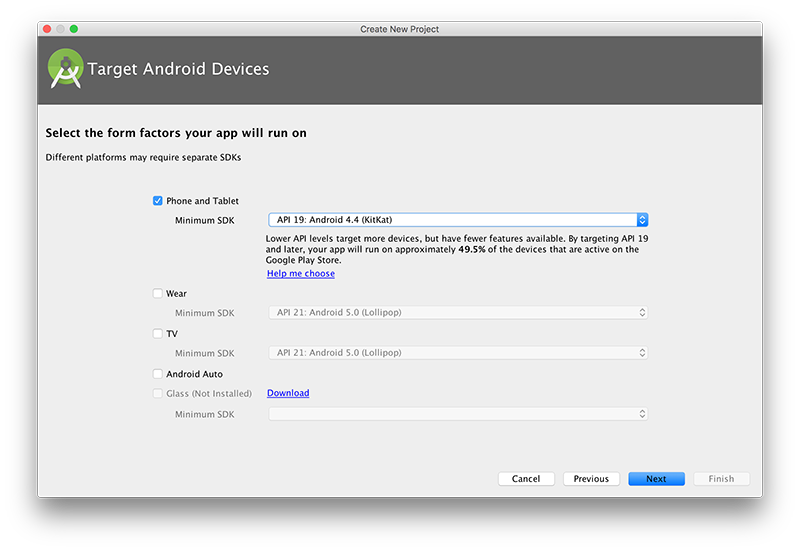 Create New Project
Target Android Devices
Select the form factors your app will run on
Different platforms may require separate SDKs
Phone and Tablet
Minimum SDK API 19: Android 4.4 (KitKat)
Lower API levels target more devices, but have fewer features available. By targeting API 19
and later, your app will run on approximately 49.5% of the devices that are active on the
Google Play Store.
Help me choose
Wear
Minimum SDK API 21: Android 5.0 (Lollipop)
TV
Minimum SDK API 21: Android 5.0 (Lollipop)
Android Auto
Glass (Not Installed) Download
Minimum SDK
Cancel Previous Next Finish